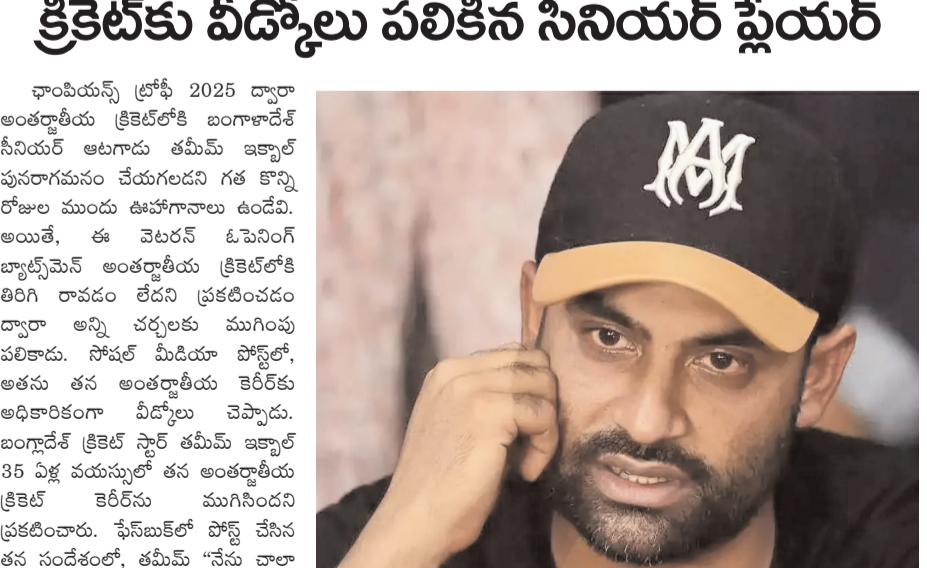 క్రికెట్‌కు వీడ్కోలు పలికిన సీనియర్ ప్లేయర్
ఛాంపియన్స్ ట్రోఫీ 2025 ద్వారా
అంతర్జాతీయ క్రికెట్‌లోకి బంగాళాదేశ్
సీనియర్ ఆటగాడు తమీమ్ ఇక్బాల్
పునరాగమనం చేయగలడని గత కొన్ని
రోజుల ముందు ఊహాగానాలు ఉండేవి.
అయితే, ఈ వెటరన్ ఓపెనింగ్
బ్యాట్స్‌మెన్ అంతర్జాతీయ క్రికెట్‌లోకి
తిరిగి రావడం లేదని ప్రకటించడం
ద్వారా అన్ని చర్చలకు ముగింపు
పలికాడు. సోషల్ మీడియా పోస్ట్‌లో,
అతను తన అంతర్జాతీయ కెరీర్‌కు
అధికారికంగా వీడ్కోలు చెప్పాడు.
బంగ్లాదేశ్ క్రికెట్ స్టార్ తమీమ్ ఇక్బాల్
35 ఏళ్ల వయస్సులో తన అంతర్జాతీయ
క్రికెట్ కెరీర్‌ను ముగిసిందని
ప్రకటించారు. ఫేస్‌బుక్‌లో పోస్ట్ చేసిన
తన సందేశంలో, తమీమ్ “నేను చాలా